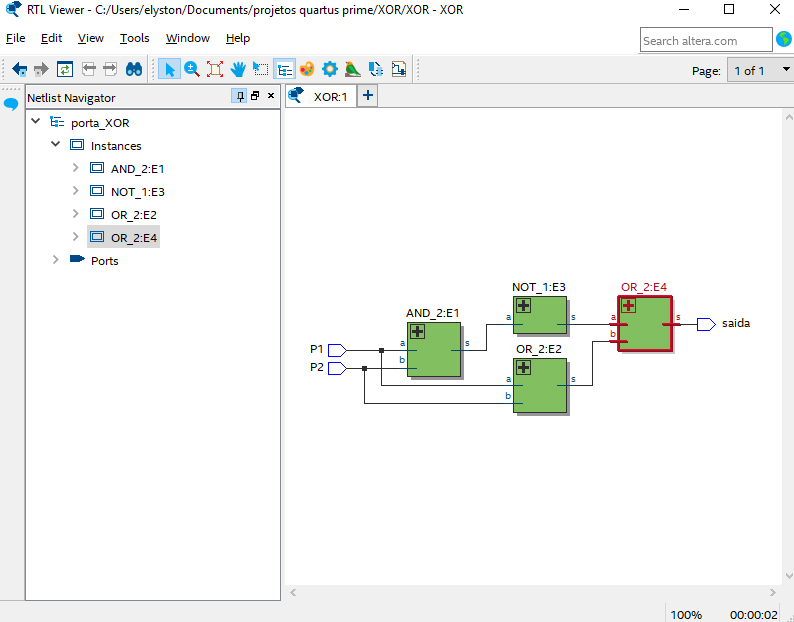 RTL Viewer - C:/Users/elyston/Documents/projetos quartus prime/XOR/XOR - XOR
File Edit View Tools Window Help
Search altera.com
Page: 1 of 1
Netlist Navigator
XOR:1
porta_XOR
Instances
AND_2:E1
NOT_1:E3
OR_2:E2
OR_2:E4
Ports
NOT_1:E3
OR_2:E4
a
s
a
b
s
saida
AND_2:E1
P1
P2
a
b
s
OR_2:E2
a
b
s
100% 00:00:02